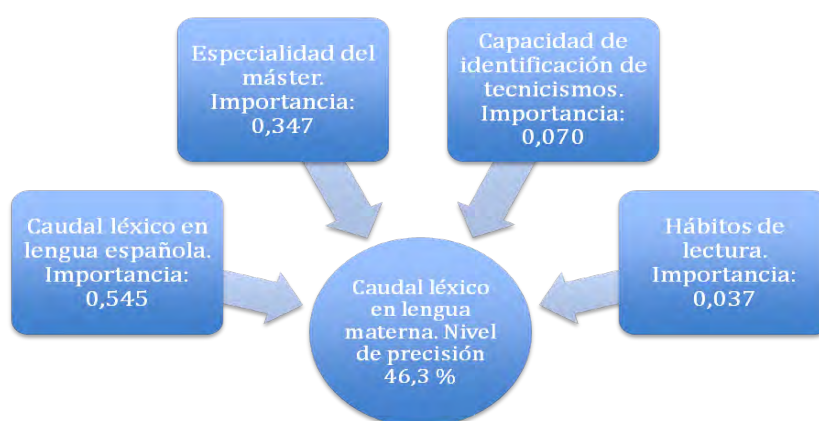 Especialidad del
máster.
Importancia:
0,347
Capacidad de
identificación de
tecnicismos.
Importancia:
0,070
Caudal léxico en
lengua española.
Importancia:
0,545
Hábitos de
lectura.
Importancia:
0,037
Caudal léxico
en lengua
materna. Nivel
de precisión
46,3 %